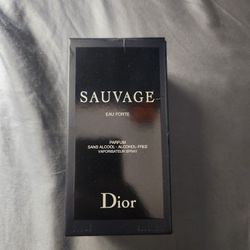 SAUVAGE
EAU FORTE
PARFUM
SANS ALCOOL - ALCOHOL-FREE
VAPORISATEUR SPRAY
Dior